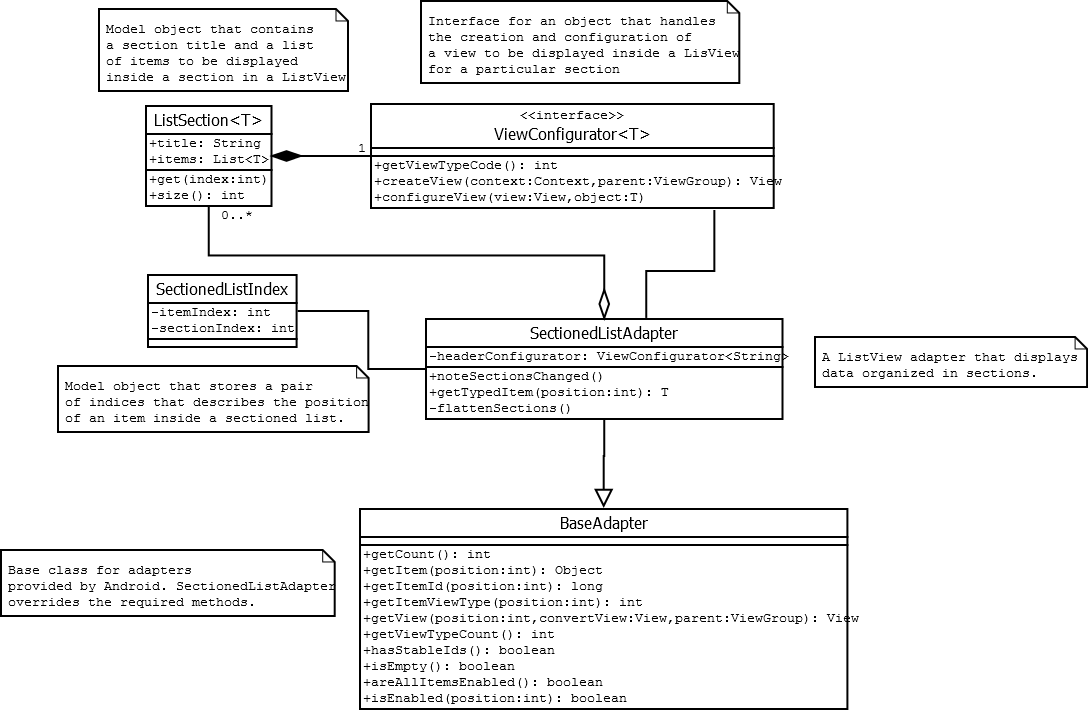 Model object that contains
a section title and a list
of items to be displayed
inside a section in a ListView
Interface for an object that handles
the creation and configuration of
a view to be displayed inside a LisView
for a particular section
ListSection<T>
+title: String
+items: List<T>
+get(index:int)
+size(): int
1
0..*
<<interface>>
ViewConfigurator<T>
+getViewTypeCode(): int
+createView(context:Context,parent:ViewGroup): View
+configureView(view:View,object:T)
SectionedListIndex
-itemIndex: int
-sectionIndex: int
Model object that stores a pair
of indices that describes the position
of an item inside a sectioned list.
SectionedListAdapter
-headerConfigurator: ViewConfigurator<String>
+noteSectionsChanged()
+getTypedItem(position:int): T
-flattenSections()
A ListView adapter that displays
data organized in sections.
Base class for adapters
provided by Android. SectionedListAdapter
overrides the required methods.
BaseAdapter
+getCount(): int
+getItem(position:int): Object
+getItemId(position:int): long
+getItemViewType(position:int): int
+getView(position:int,convertView:View,parent:ViewGroup): View
+getViewTypeCount(): int
+hasStableIds(): boolean
+isEmpty(): boolean
+areAllItemsEnabled(): boolean
+isEnabled(position:int): boolean